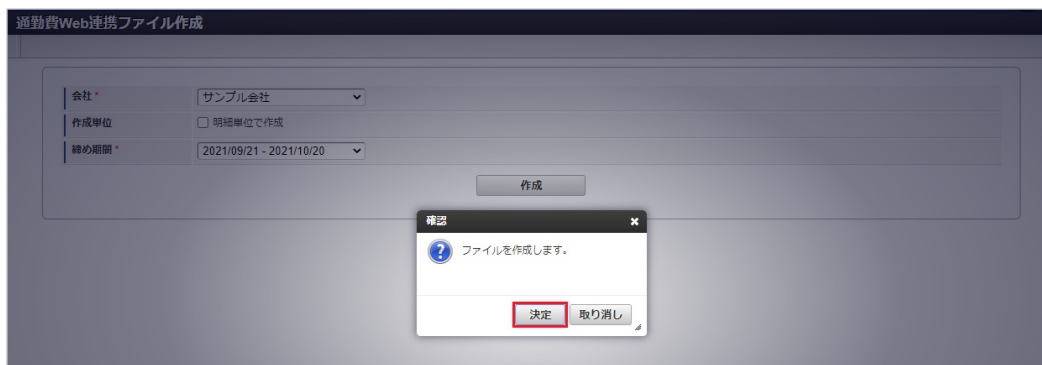 通勤費Web連携ファイル作成
会社* サンプル会社
作成単位 明細単位で作成
締め期間* 2021/09/21 - 2021/10/20
作成
確認
ファイルを作成します。
決定 取り消し